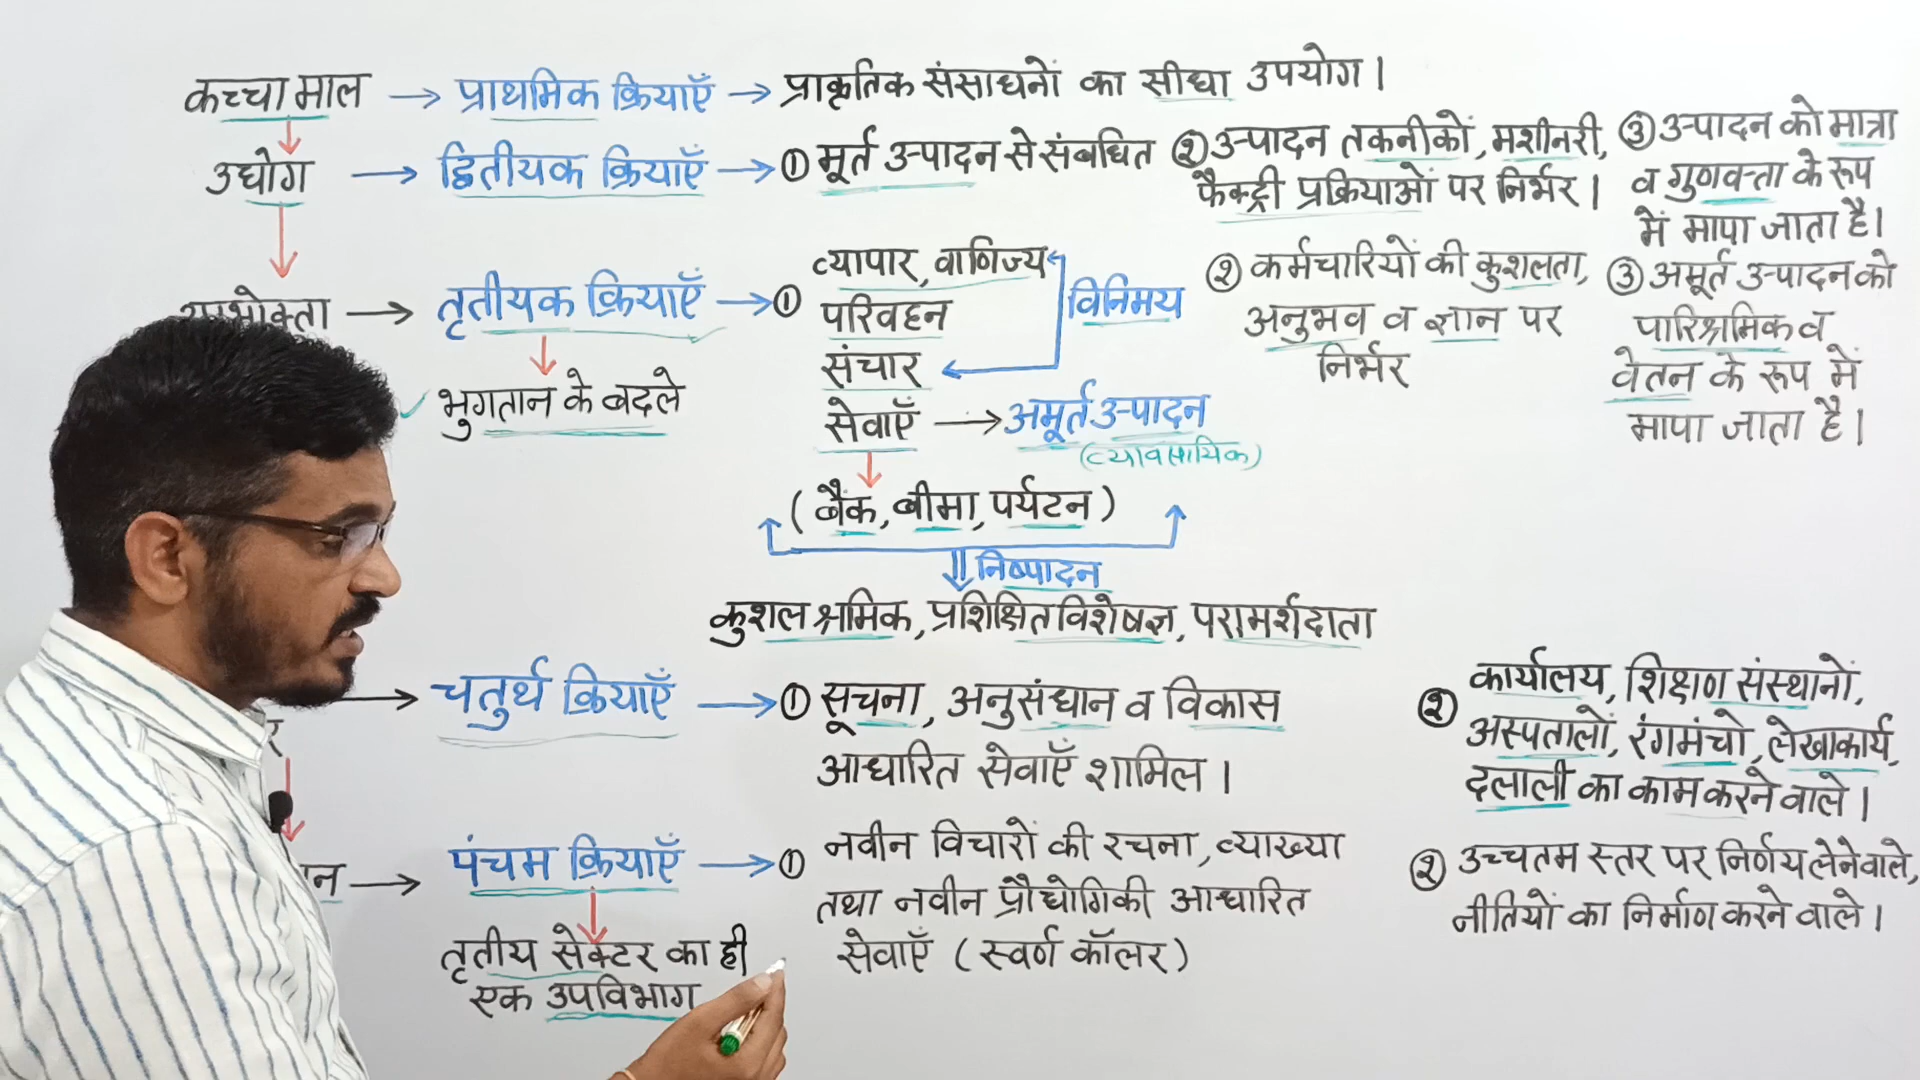 कच्चा माल → प्राथमिक क्रियाएँ → प्राकृतिक संसाधनों का सीधा उपयोग।
उद्योग → द्वितीयक क्रियाएँ → ① मूर्त उत्पादन से संबंधित
② उत्पादन तकनीकों, मशीनरी,
फैक्ट्री प्रक्रियाओं पर निर्भर।
③ उत्पादन को मात्रा
व गुणवत्ता के रूप
में मापा जाता है।
→ तृतीयक क्रियाएँ → ① व्यापार, वाणिज्य
परिवहन
संचार
विनिमय
सेवाएँ → अमूर्त उत्पादन
(व्यावसायिक)
भुगतान के बदले
(बैंक, बीमा, पर्यटन)
निष्पादन
कुशल श्रमिक, प्रशिक्षित विशेषज्ञ, परामर्शदाता
② कर्मचारियों की कुशलता,
अनुभव व ज्ञान पर
निर्भर
③ अमूर्त उत्पादन को
पारिश्रमिक व
वेतन के रूप में
मापा जाता है।
→ चतुर्थ क्रियाएँ → ① सूचना, अनुसंधान व विकास
आधारित सेवाएँ शामिल।
② कार्यालय, शिक्षण संस्थानों,
अस्पतालों, रंगमंचो, लेखाकार्य,
दलाली का काम करने वाले।
→ पंचम क्रियाएँ → ① नवीन विचारों की रचना, व्याख्या
तथा नवीन प्रौद्योगिकी आधारित
सेवाएँ (स्वर्ण कॉलर)
② उच्चतम स्तर पर निर्णय लेने वाले,
नीतियों का निर्माण करने वाले।
तृतीय सेक्टर का ही
एक उपविभाग